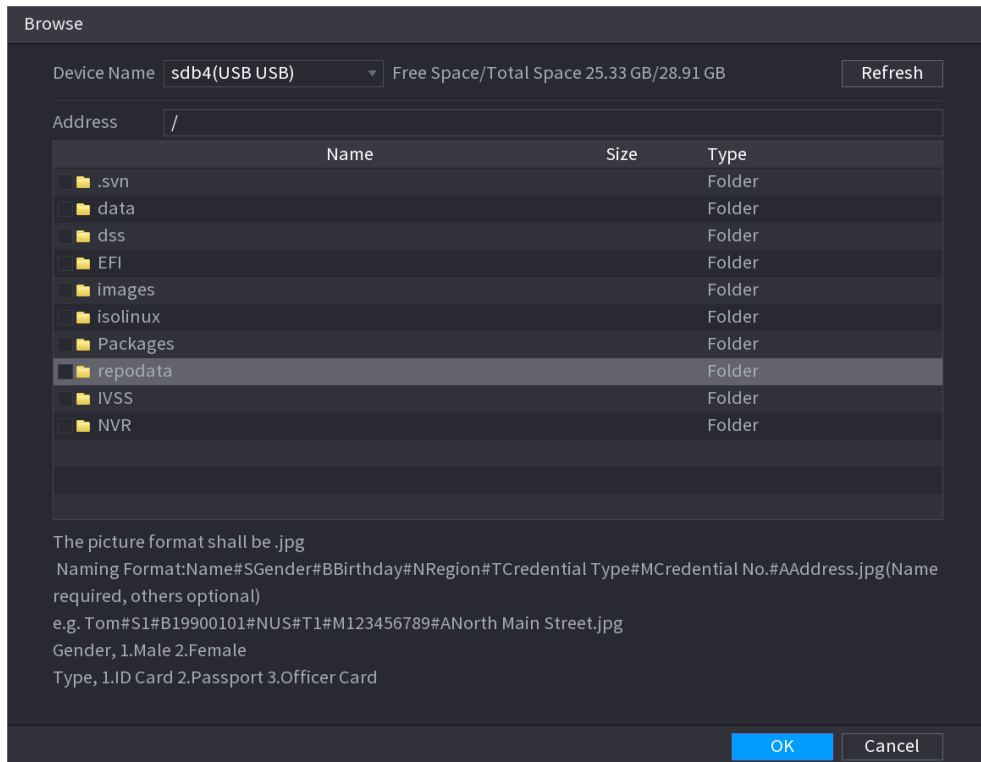 Browse
Device Name sdb4(USB USB) Free Space/Total Space 25.33 GB/28.91 GB Refresh
Address /
Name Size Type
.svn Folder
data Folder
dss Folder
EFI Folder
images Folder
isolinux Folder
Packages Folder
repodata Folder
IVSS Folder
NVR Folder
The picture format shall be .jpg
Naming Format:Name#SGender#BBirthday#NRegion#TCredential Type#MCredential No.#AAddress.jpg(Name
required, others optional)
e.g. Tom#S1#B19900101#NUS#T1#M123456789#ANorth Main Street.jpg
Gender, 1.Male 2.Female
Type, 1.ID Card 2.Passport 3.Officer Card
OK Cancel